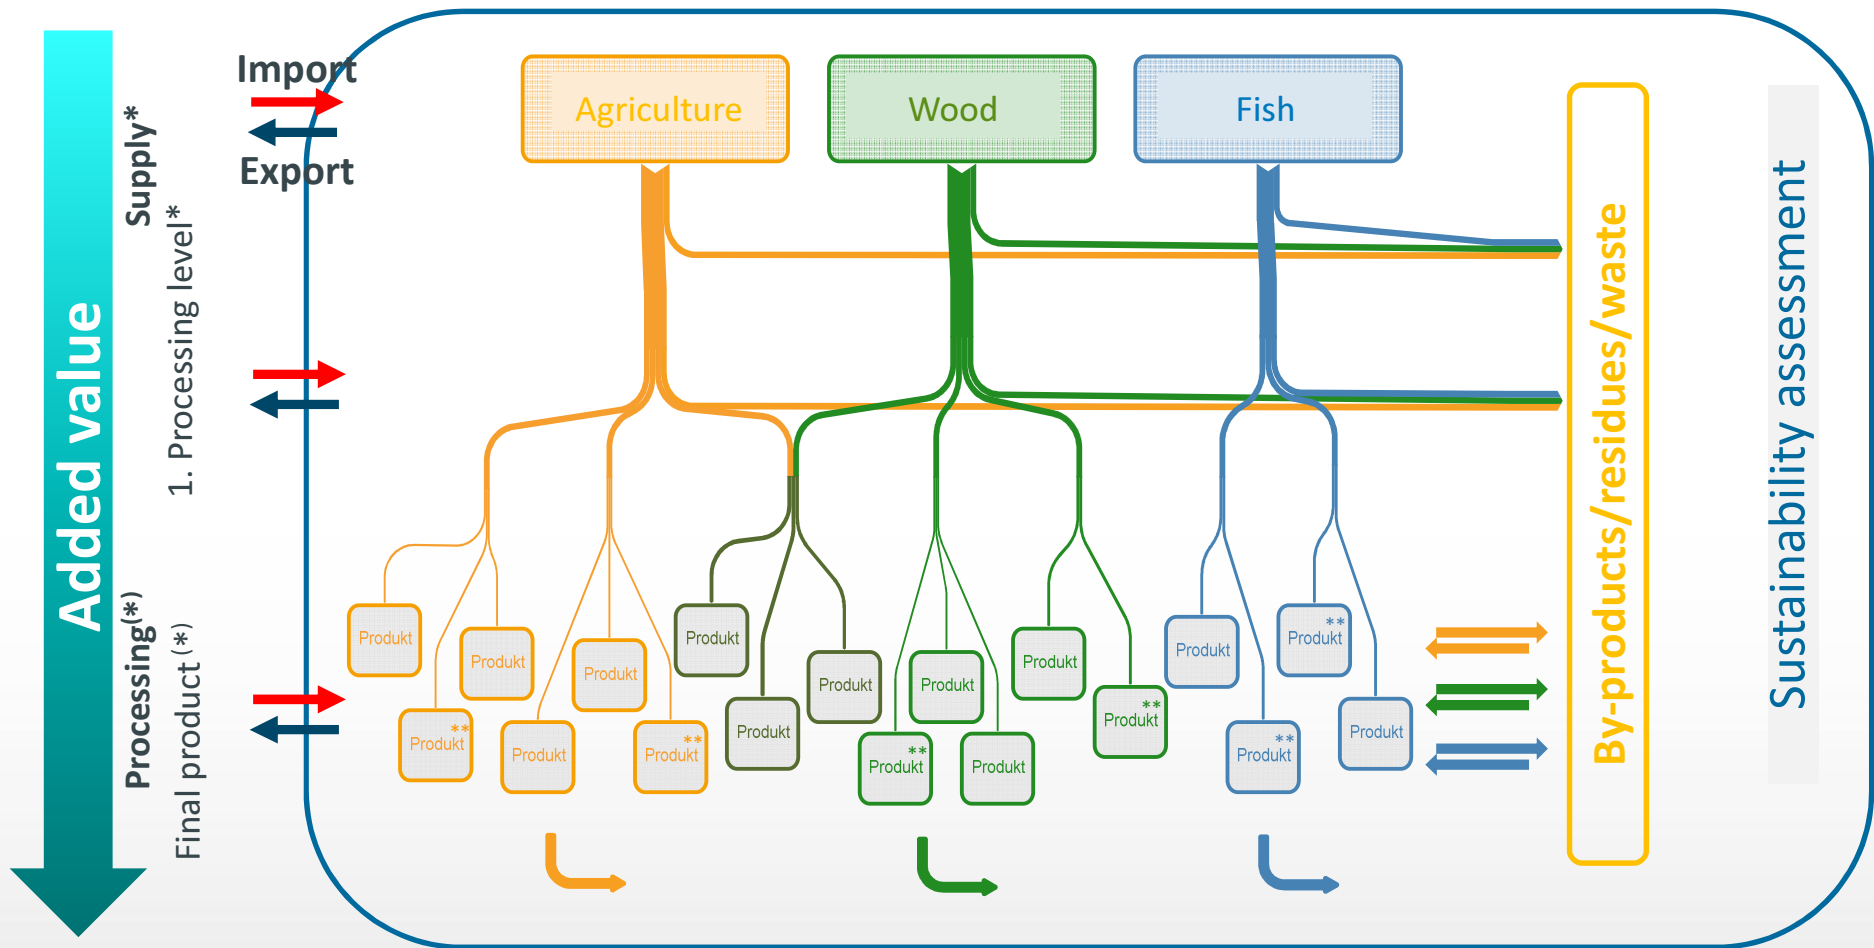 Import
Export
Supply*
1. Processing level*
Added value
Processing(*)
Final product(*)
Agriculture
Wood
Fish
Produkt
Produkt**
Produkt
Produkt
Produkt
Produkt**
Produkt
Produkt
Produkt
Produkt**
Produkt
Produkt
Produkt
Produkt**
Produkt
Produkt**
Produkt**
Produkt
By-products/residues/waste
Sustainability assessment